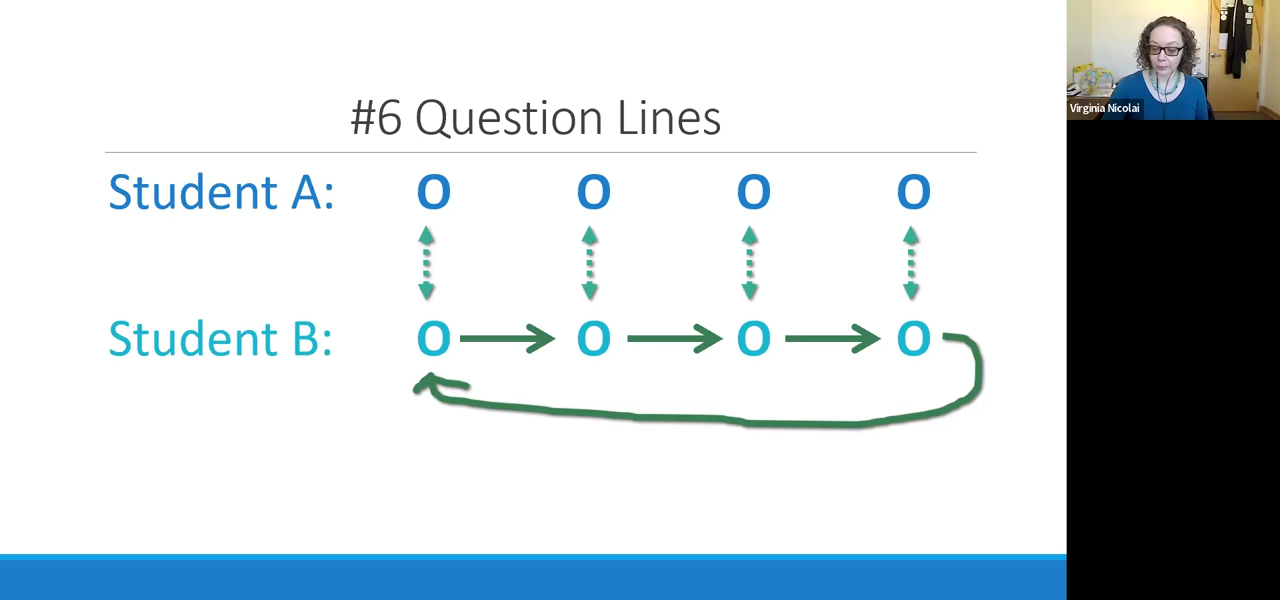 #6 Question Lines
Student A: O O O O
Student B: O O O O
Virginia Nicolai